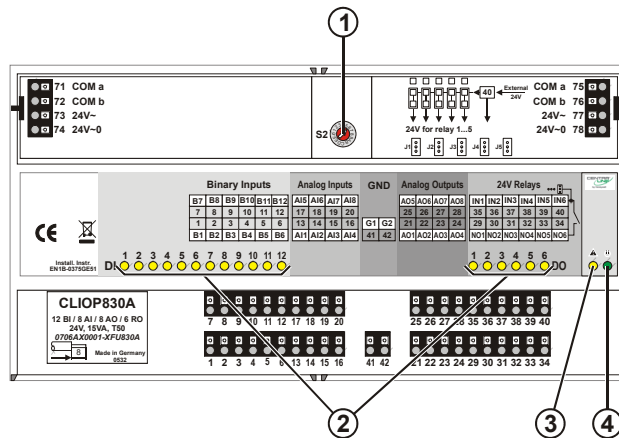 1
71 COM a
72 COM b
73 24V~
74 24V~0
S2
40
External
24V
24V for relay 1...5
J1 J2 J3 J4 J5
COM a 75
COM b 76
24V~ 77
24V~0 78
Binary Inputs
B7 B8 B9 B10 B11 B12
7 8 9 10 11 12
1 2 3 4 5 6
B1 B2 B3 B4 B5 B6
Analog Inputs
AI5 AI6 AI7 AI8
17 18 19 20
13 14 15 16
AI1 AI2 AI3 AI4
GND
G1 G2
41 42
Analog Outputs
AO5 AO6 AO7 AO8
25 26 27 28
21 22 23 24
AO1 AO2 AO3 AO4
24V Relays
IN1 IN2 IN3 IN4 IN5 IN6
35 36 37 38 39 40
29 30 31 32 33 34
NO1 NO2 NO3 NO4 NO5 NO6
CE
Install. Instr.
EN1B-0375GE51
DI 1 2 3 4 5 6 7 8 9 10 11 12
1 2 3 4 5 6 DO
CLIOP830A
12 BI / 8 AI / 8 AO / 6 RO
24V, 15VA, T50
0706AX0001-XFU830A
8
Made in Germany
0532
7 8 9 10 11 12 17 18 19 20
25 26 27 28 35 36 37 38 39 40
1 2 3 4 5 6 13 14 15 16
41 42
21 22 23 24 29 30 31 32 33 34
2
3
4